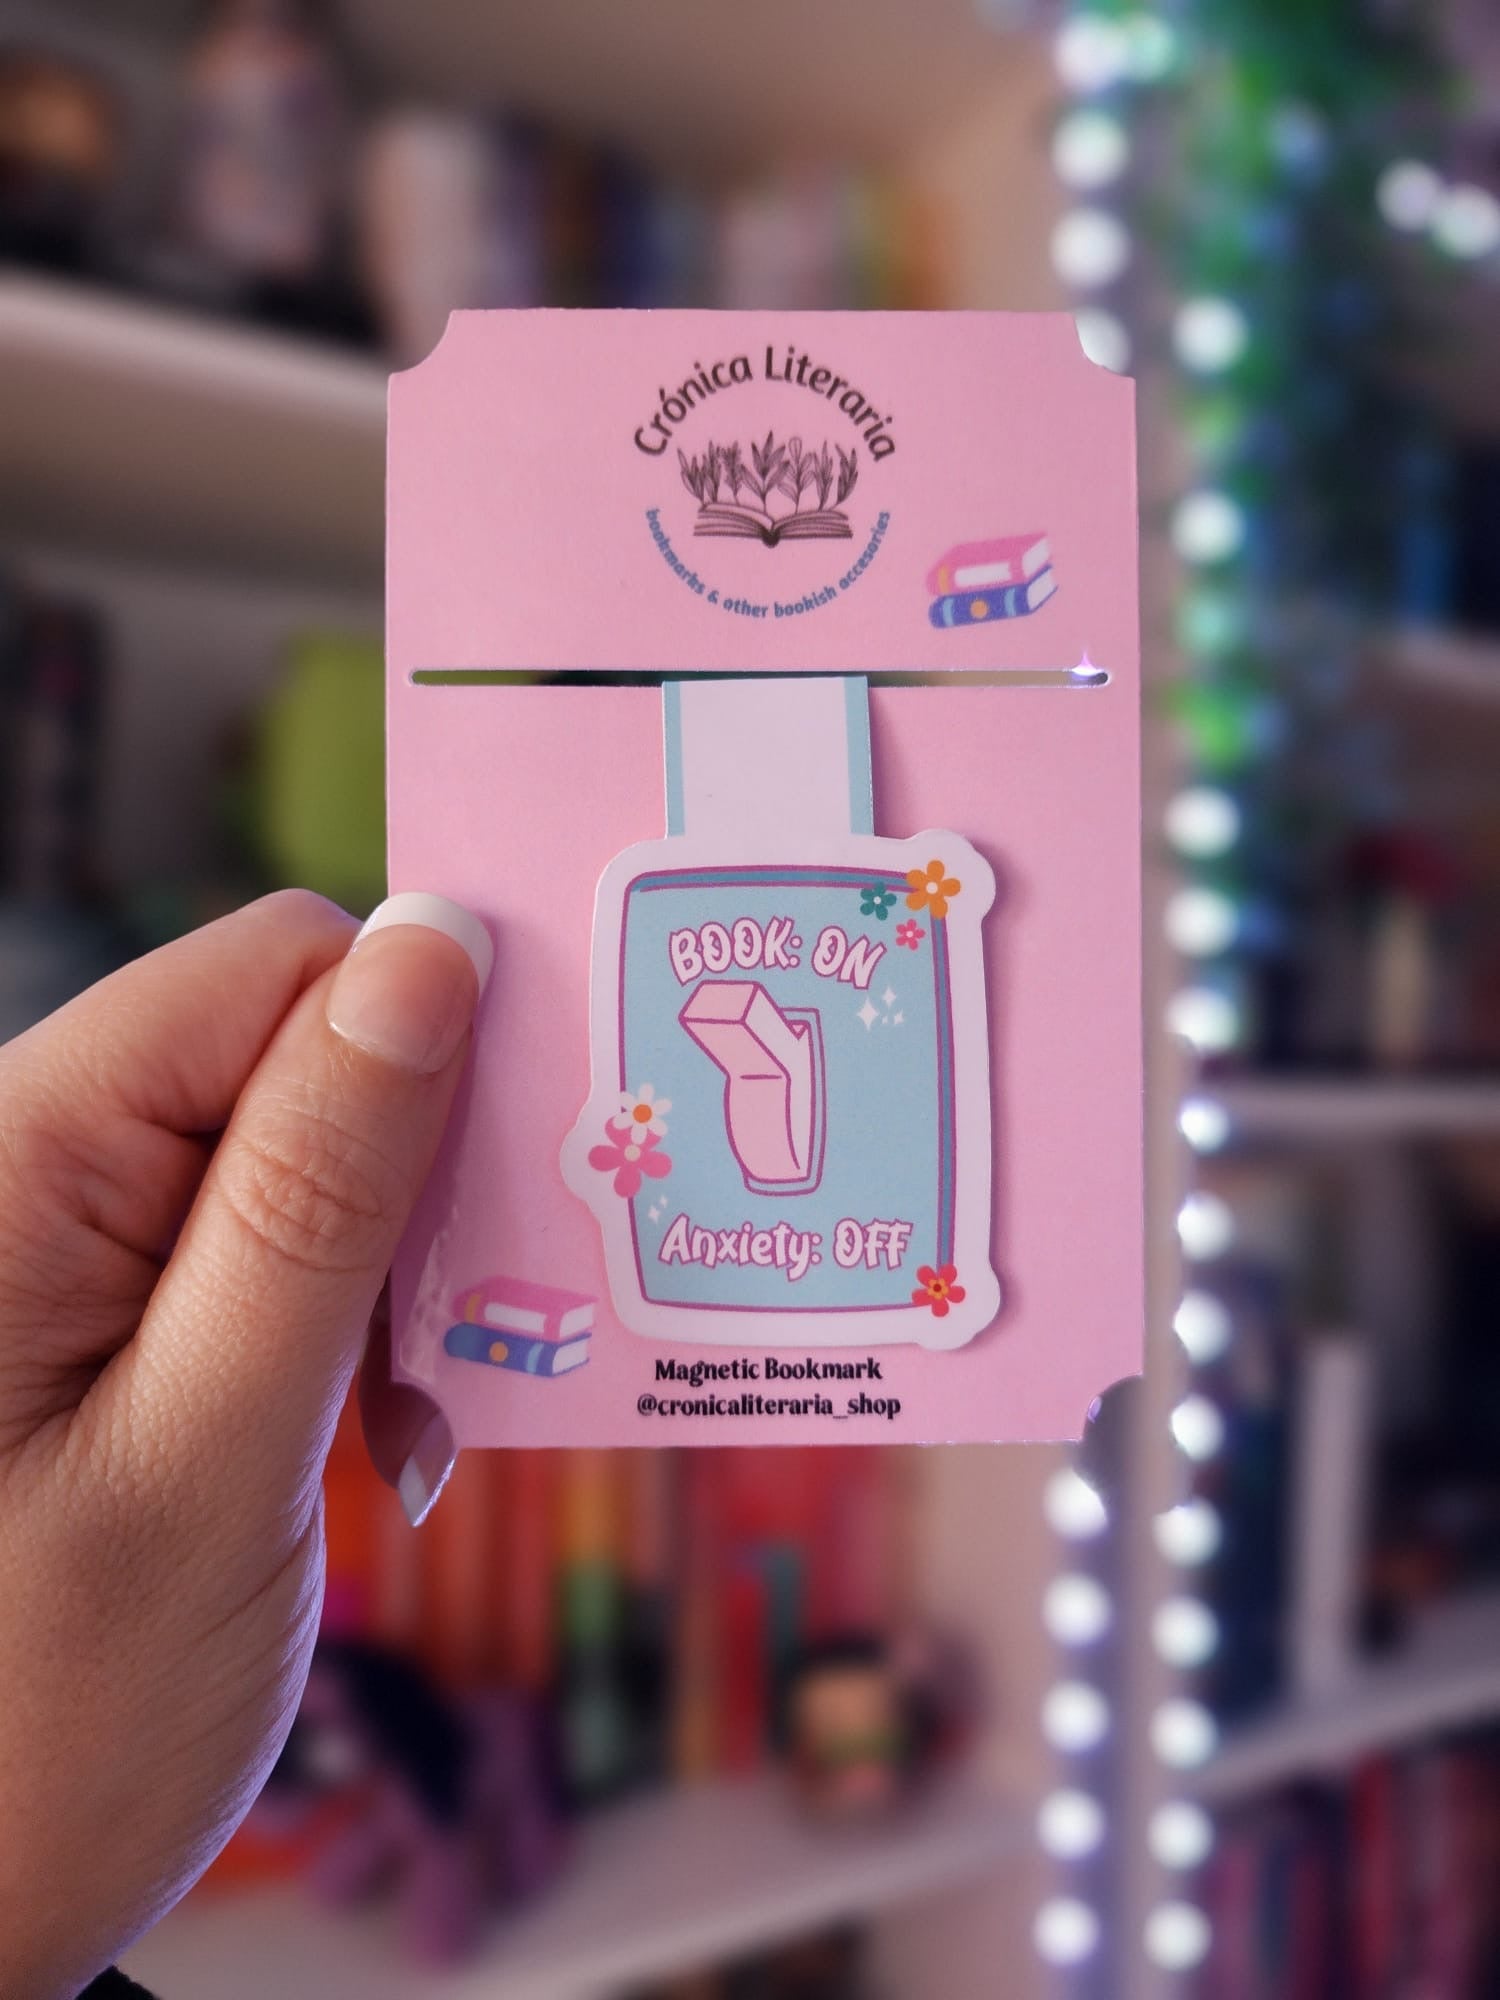 Crónica Literaria
bookmarks & other bookish accesories
BOOK: ON
Anxiety: OFF
Magnetic Bookmark
@cronicaliteraria_shop